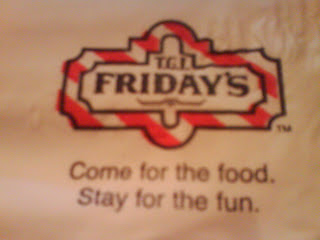 T.G.I.
FRIDAY'S
TM
Come for the food.
Stay for the fun.